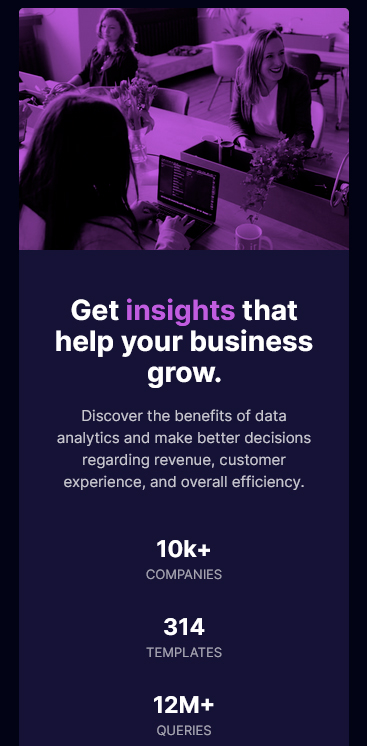 Get insights that
help your business
grow.
Discover the benefits of data
analytics and make better decisions
regarding revenue, customer
experience, and overall efficiency.
10k+
COMPANIES
314
TEMPLATES
12M+
QUERIES